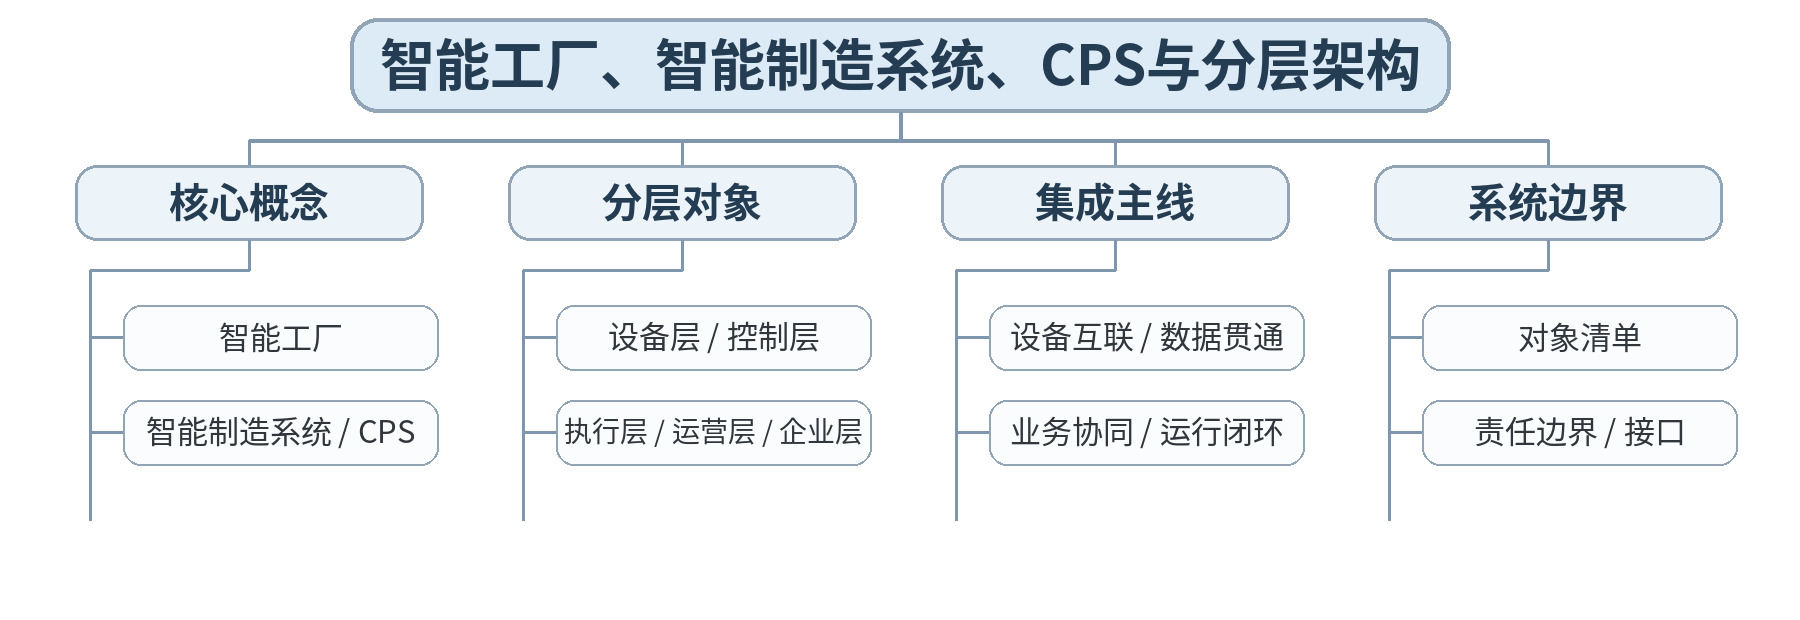 智能工厂、智能制造系统、CPS与分层架构
核心概念
分层对象
集成主线
系统边界
智能工厂
设备层 / 控制层
设备互联 / 数据贯通
对象清单
智能制造系统 / CPS
执行层 / 运营层 / 企业层
业务协同 / 运行闭环
责任边界 / 接口